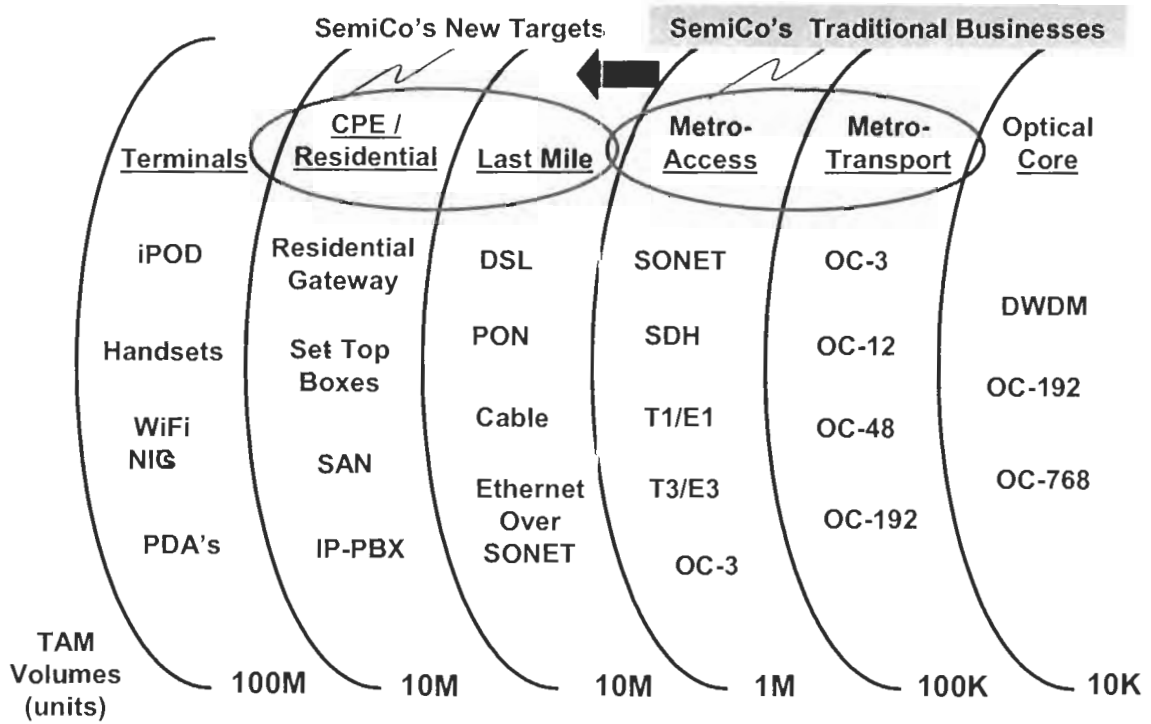 SemiCo's New Targets
SemiCo's Traditional Businesses
Terminals
CPE /
Residential
Last Mile
Metro-
Access
Metro-
Transport
Optical
Core
iPOD
Handsets
WiFi
NICs
PDA's
Residential
Gateway
Set Top
Boxes
SAN
IP-PBX
DSL
PON
Cable
Ethernet
Over
SONET
SONET
SDH
T1/E1
T3/E3
OC-3
OC-3
OC-12
OC-48
OC-192
DWDM
OC-192
OC-768
TAM
Volumes
(units)
100M
10M
10M
1M
100K
10K